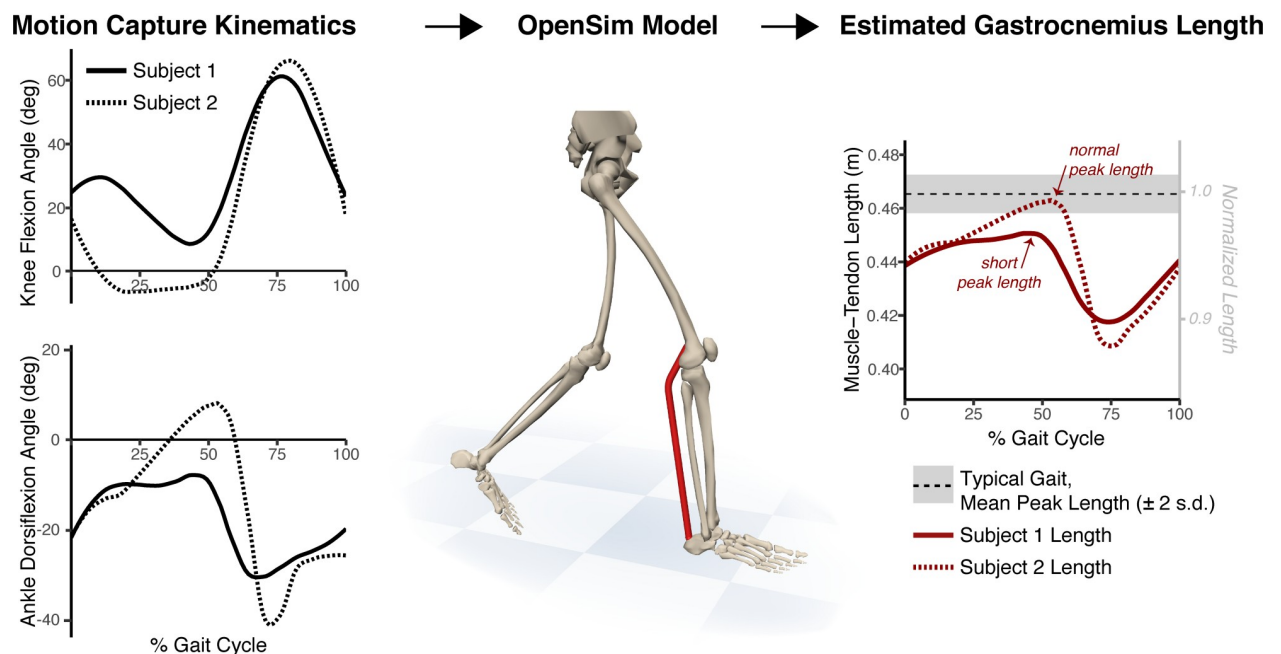 Motion Capture Kinematics
OpenSim Model
Estimated Gastrocnemius Length
Knee Flexion Angle (deg)
60
40
20
0
25
50
75
100
Subject 1
Subject 2
Ankle Dorsiflexion Angle (deg)
20
0
-20
-40
25
50
75
100
% Gait Cycle
Muscle−Tendon Length (m)
0.48
0.46
0.44
0.42
0.40
normal
peak length
short
peak length
1.0
0.9
Normalized Length
0
25
50
75
100
% Gait Cycle
Typical Gait,
Mean Peak Length (± 2 s.d.)
Subject 1 Length
Subject 2 Length